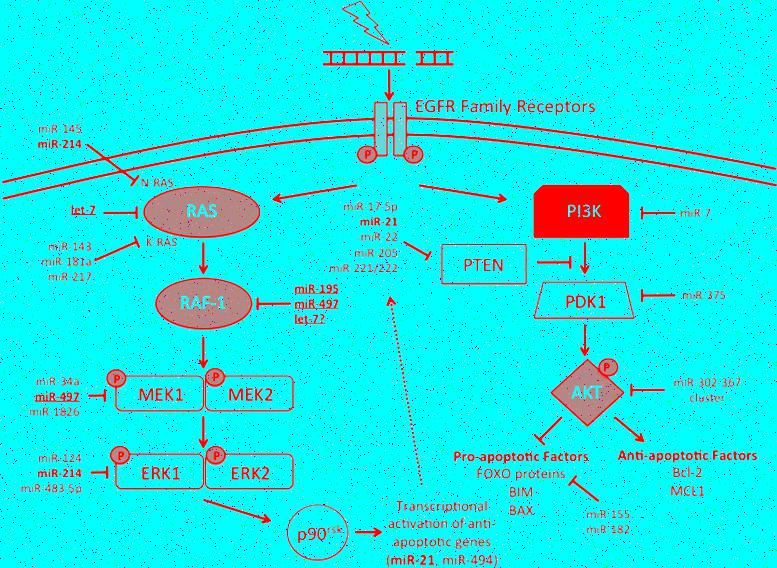 EGFR Family Receptors
P
P
miR 145
miR-214
N RAS
let-7
RAS
K RAS
miR 143
miR 181a
miR 217
miR 17 5p
miR-21
miR 22
miR 205
miR 221/222
PI3K
miR 7
PTEN
PDK1
miR 375
RAF-1
miR-195
miR-497
let-7?
miR 34a
miR-497
miR 1826
P
MEK1
P
MEK2
P
AKT
miR 302 367
cluster
miR 124
miR-214
miR 483 5p
P
ERK1
P
ERK2
Pro-apoptotic Factors
FOXO proteins
BIM
BAX
Anti-apoptotic Factors
Bcl-2
MCL1
miR 155
miR 182
p90rsk
Transcriptional
activation of anti-
apoptotic genes
(miR-21, miR-494)